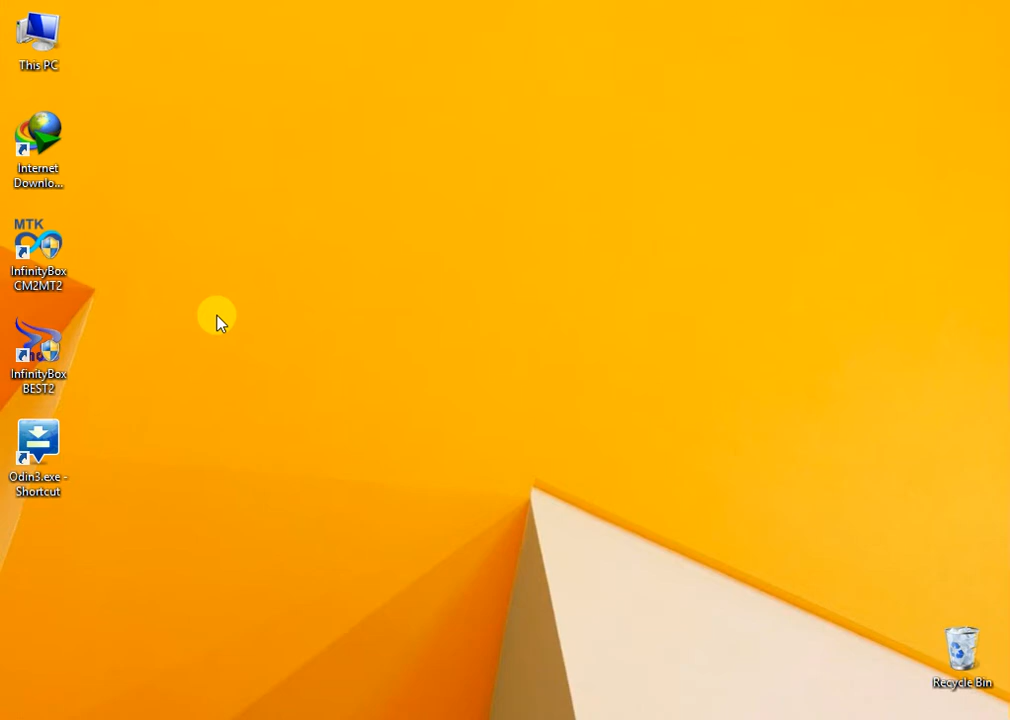 This PC
Internet
Downlo...
MTK
InfinityBox
CM2MT2
InfinityBox
BEST2
Odin3.exe -
Shortcut
Recycle Bin